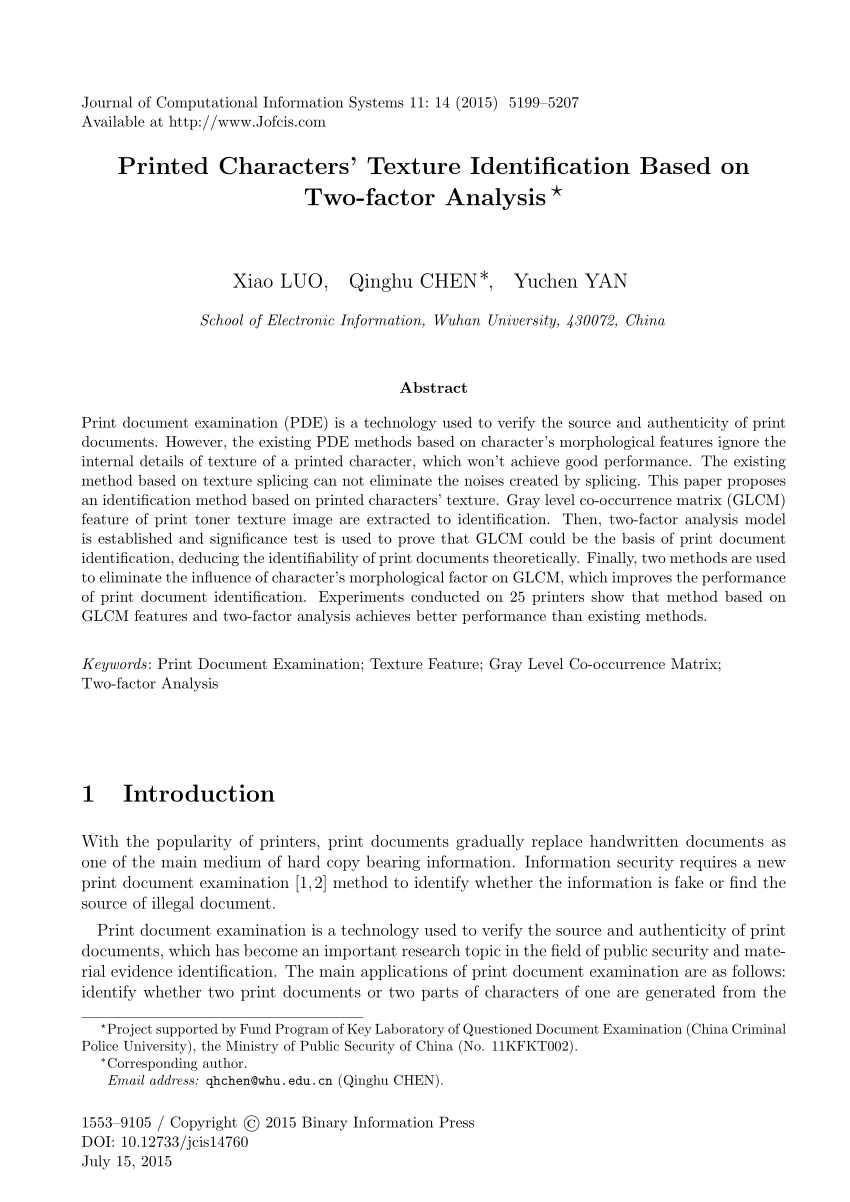 Journal of Computational Information Systems 11: 14 (2015) 5199–5207
Available at http://www.Jofcis.com
Printed Characters' Texture Identification Based on
Two-factor Analysis ⋆
Xiao LUO, Qinghu CHEN*, Yuchen YAN
School of Electronic Information, Wuhan University, 430072, China
Abstract
Print document examination (PDE) is a technology used to verify the source and authenticity of print
documents. However, the existing PDE methods based on character's morphological features ignore the
internal details of texture of a printed character, which won't achieve good performance. The existing
method based on texture splicing can not eliminate the noises created by splicing. This paper proposes
an identification method based on printed characters' texture. Gray level co-occurrence matrix (GLCM)
feature of print toner texture image are extracted to identification. Then, two-factor analysis model
is established and significance test is used to prove that GLCM could be the basis of print document
identification, deducing the identifiability of print documents theoretically. Finally, two methods are used
to eliminate the influence of character's morphological factor on GLCM, which improves the performance
of print document identification. Experiments conducted on 25 printers show that method based on
GLCM features and two-factor analysis achieves better performance than existing methods.
Keywords: Print Document Examination; Texture Feature; Gray Level Co-occurrence Matrix;
Two-factor Analysis
1 Introduction
With the popularity of printers, print documents gradually replace handwritten documents as
one of the main medium of hard copy bearing information. Information security requires a new
print document examination [1, 2] method to identify whether the information is fake or find the
source of illegal document.
Print document examination is a technology used to verify the source and authenticity of print
documents, which has become an important research topic in the field of public security and mate-
rial evidence identification. The main applications of print document examination are as follows:
identify whether two print documents or two parts of characters of one are generated from the
⋆Project supported by Fund Program of Key Laboratory of Questioned Document Examination (China Criminal
Police University), the Ministry of Public Security of China (No. 11KFKT002).
*Corresponding author.
Email address: qhchen@whu.edu.cn (Qinghu CHEN).
1553–9105 / Copyright © 2015 Binary Information Press
DOI: 10.12733/jcis14760
July 15, 2015